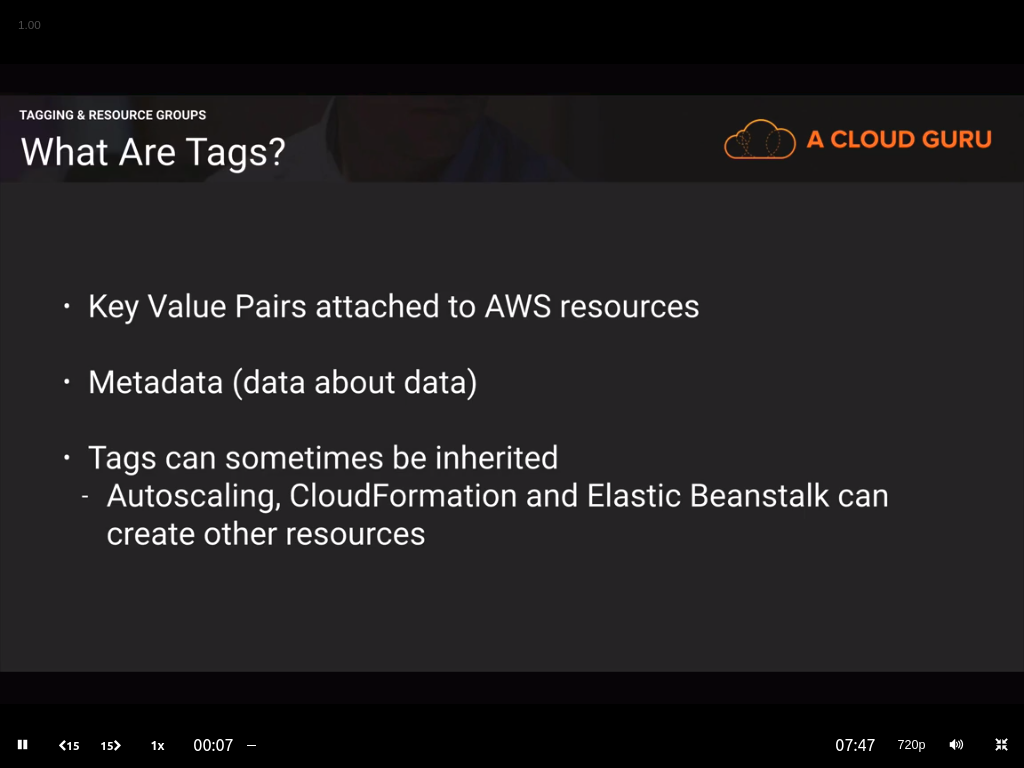 1.00
TAGGING & RESOURCE GROUPS
What Are Tags?
A CLOUD GURU
• Key Value Pairs attached to AWS resources
• Metadata (data about data)
• Tags can sometimes be inherited
- Autoscaling, CloudFormation and Elastic Beanstalk can
create other resources
15 15 1x 00:07 – 07:47 720p